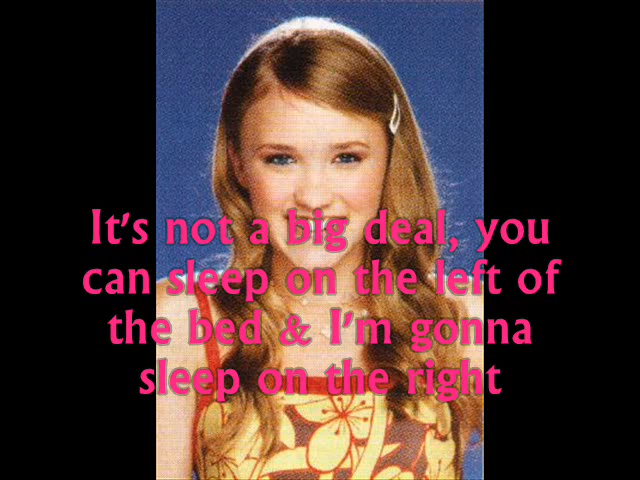 It's not a big deal, you
can sleep on the left of
the bed & I'm gonna
sleep on the right